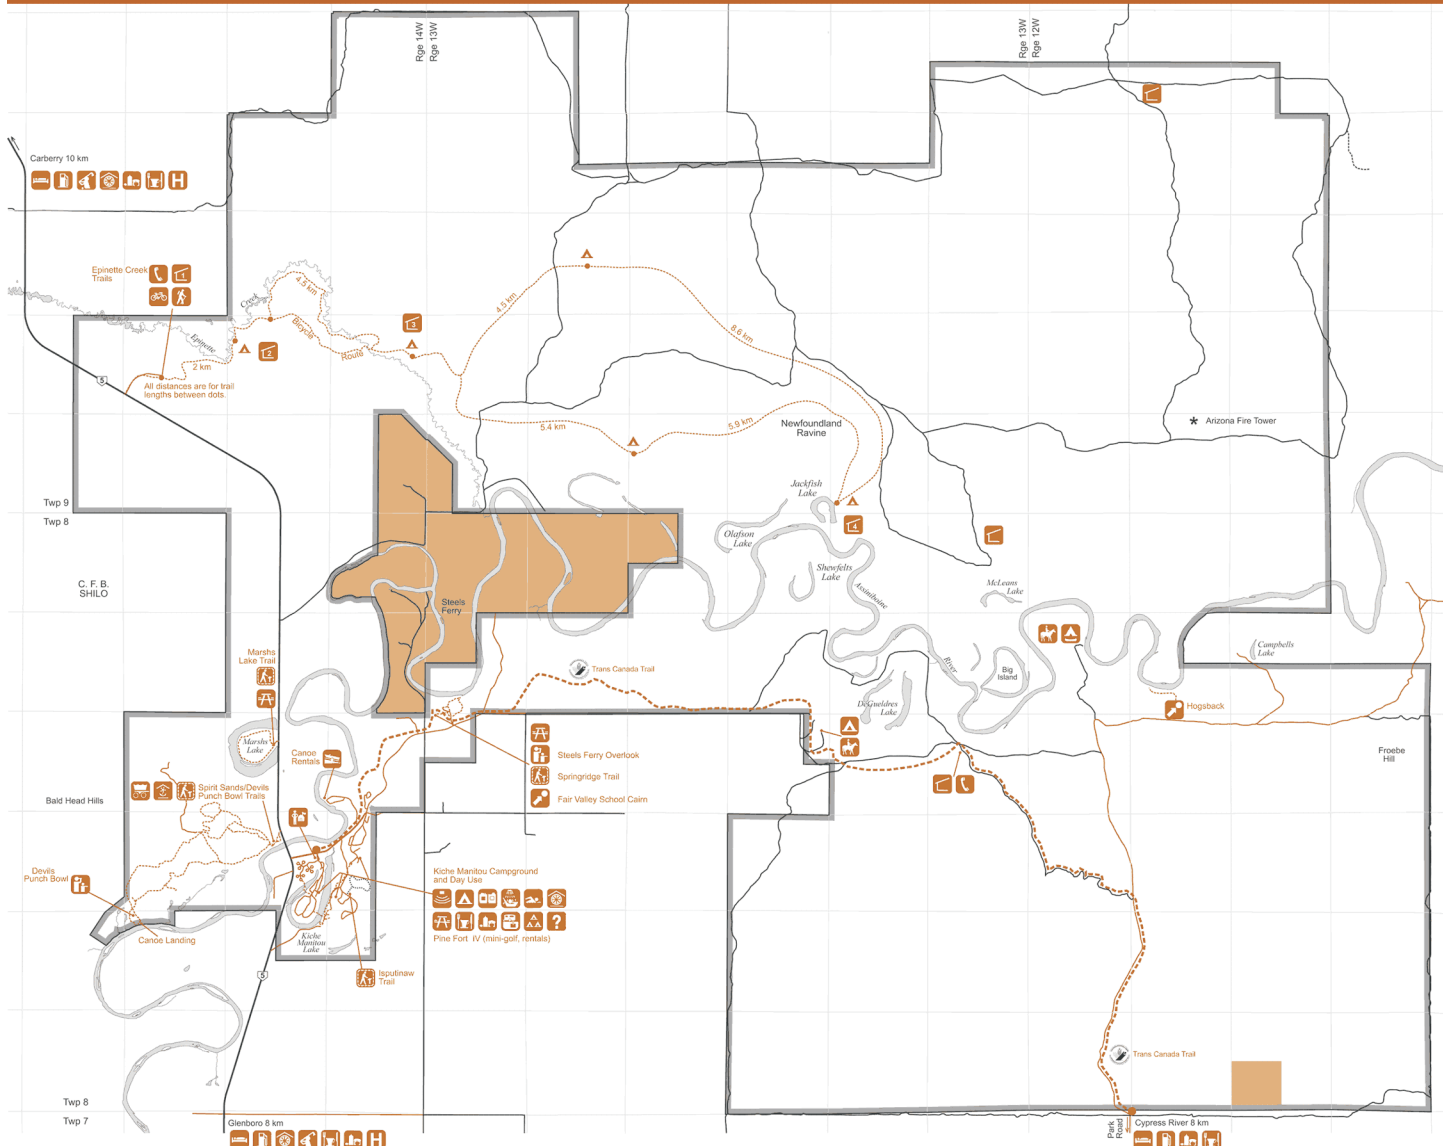 Rge 14W
Rge 13W
Rge 13W
Rge 12W
Carberry 10 km
H
Epinette Creek
Trails
1
4.5 km
Creek
Epinette
Bicycle
Route
2
3
2 km
All distances are for trail
lengths between dots.
5
4.5 km
8.6 km
5.4 km
5.9 km
Newfoundland
Ravine
Arizona Fire Tower
Twp 9
Twp 8
Jackfish
Lake
4
Olafson
Lake
Shewfelts
Lake
Assiniboine
River
McLeans
Lake
C. F. B.
SHILO
Steels
Ferry
Marshs
Lake Trail
Trans Canada Trail
Big
Island
Campbells
Lake
DeGueldres
Lake
Hogsback
Marshs
Lake
Canoe
Rentals
Steels Ferry Overlook
Springridge Trail
Fair Valley School Cairn
Froebe
Hill
Spirit Sands/Devils
Punch Bowl Trails
Bald Head Hills
Devils
Punch Bowl
Kiche Manitou Campground
and Day Use
?
Pine Fort IV (mini-golf, rentals)
Canoe Landing
Kiche
Manitou
Lake
5
Isputinaw
Trail
Trans Canada Trail
Twp 8
Twp 7
Glenboro 8 km
H
Park
Road
Cypress River 8 km